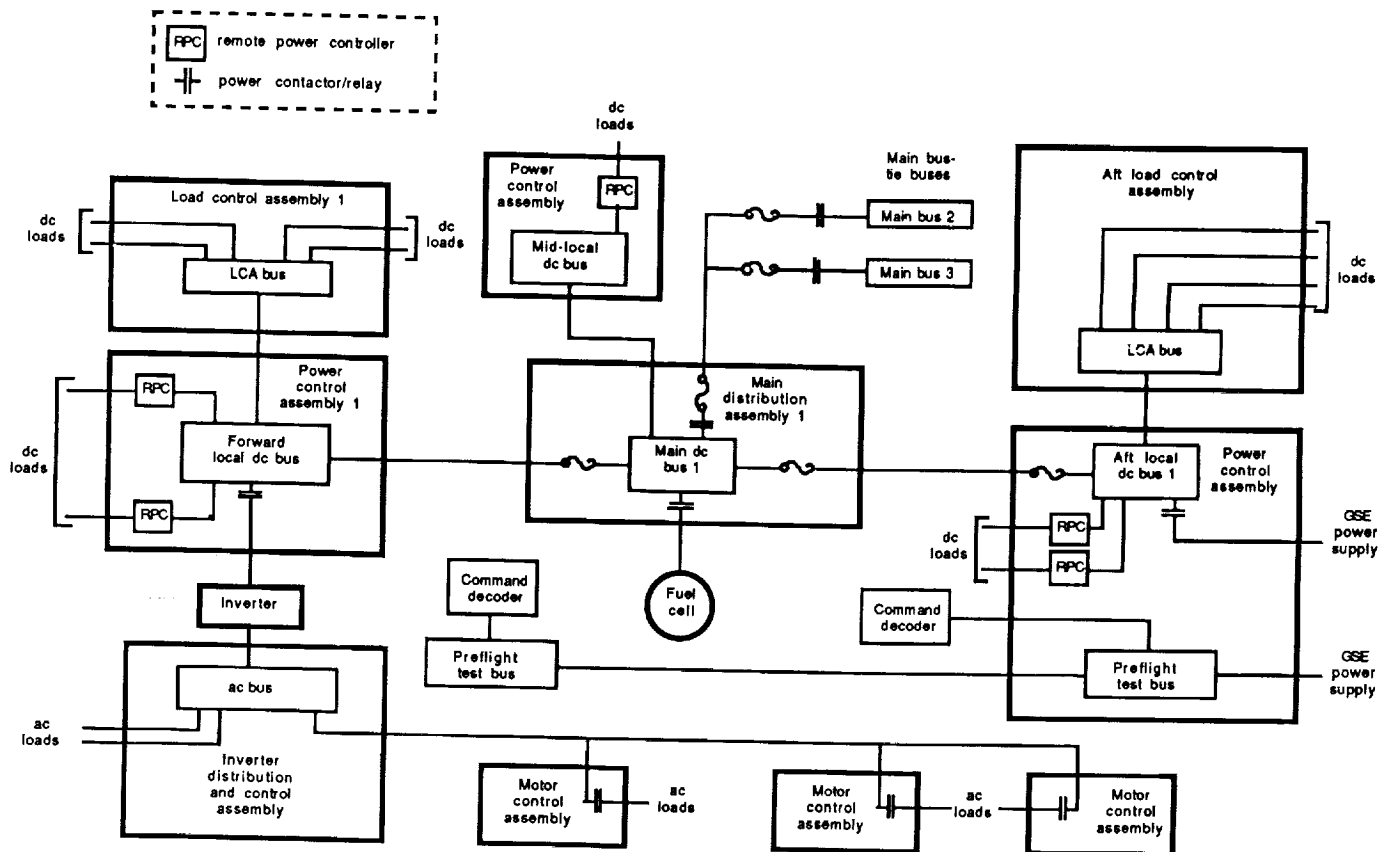 RPC remote power controller
power contactor/relay
dc
loads
Power
control
assembly
RPC
Mid-local
dc bus
Main bus-
tie buses
Main bus 2
Main bus 3
Aft load control
assembly
dc
loads
LCA bus
Load control assembly 1
dc
loads
dc
loads
LCA bus
Power
control
assembly 1
RPC
Forward
local dc bus
dc
loads
RPC
Main
distribution
assembly 1
Main dc
bus 1
Aft local
dc bus 1
Power
control
assembly
RPC
dc
loads
RPC
GSE
power
supply
Inverter
Command
decoder
Fuel
cell
Command
decoder
Preflight
test bus
Preflight
test bus
GSE
power
supply
ac bus
ac
loads
Inverter
distribution
and control
assembly
Motor
control
assembly
ac
loads
Motor
control
assembly
ac
loads
Motor
control
assembly